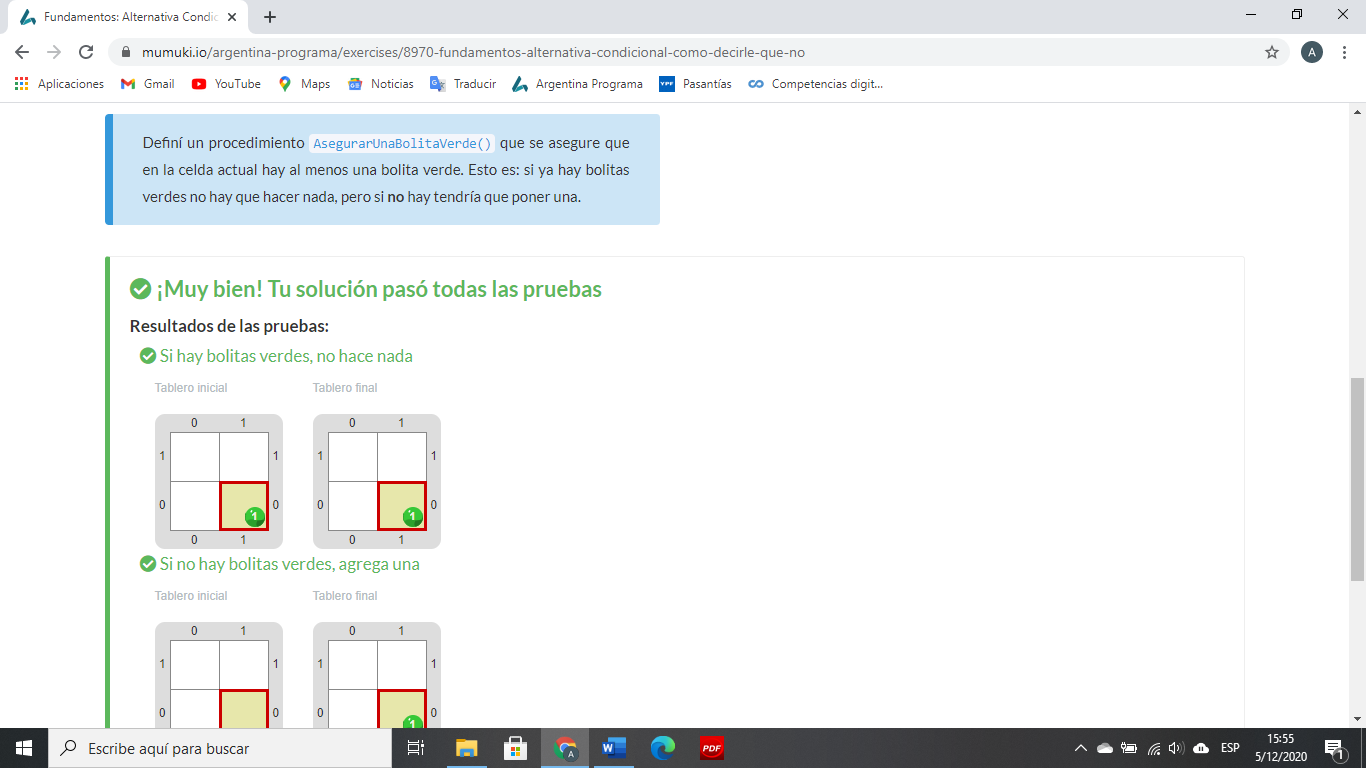 Fundamentos: Alternativa Condic
mumuki.io/argentina-programa/exercises/8970-fundamentos-alternativa-condicional-como-decirle-que-no
A
Aplicaciones Gmail YouTube Maps Noticias Traducir Argentina Programa YPF Pasantías Competencias digit...
Definí un procedimiento AsegurarUnaBolitaVerde() que se asegure que
en la celda actual hay al menos una bolita verde. Esto es: si ya hay bolitas
verdes no hay que hacer nada, pero si no hay tendría que poner una.
¡Muy bien! Tu solución pasó todas las pruebas
Resultados de las pruebas:
Si hay bolitas verdes, no hace nada
Tablero inicial Tablero final
0 1 0 1
1 1 1 1
0 1 0 0 1 0
0 1 0 1
Si no hay bolitas verdes, agrega una
Tablero inicial Tablero final
0 1 0 1
1 1 1 1
0 0 0 1 0
Escribe aquí para buscar
A
W
PDF
ESP
15:55
5/12/2020
1